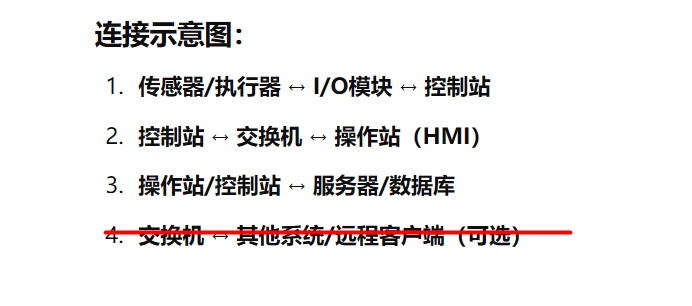 连接示意图：
1. 传感器/执行器 ↔ I/O模块 ↔ 控制站
2. 控制站 ↔ 交换机 ↔ 操作站（HMI）
3. 操作站/控制站 ↔ 服务器/数据库
4. 交换机 ↔ 其他系统/远程客户端（可选）